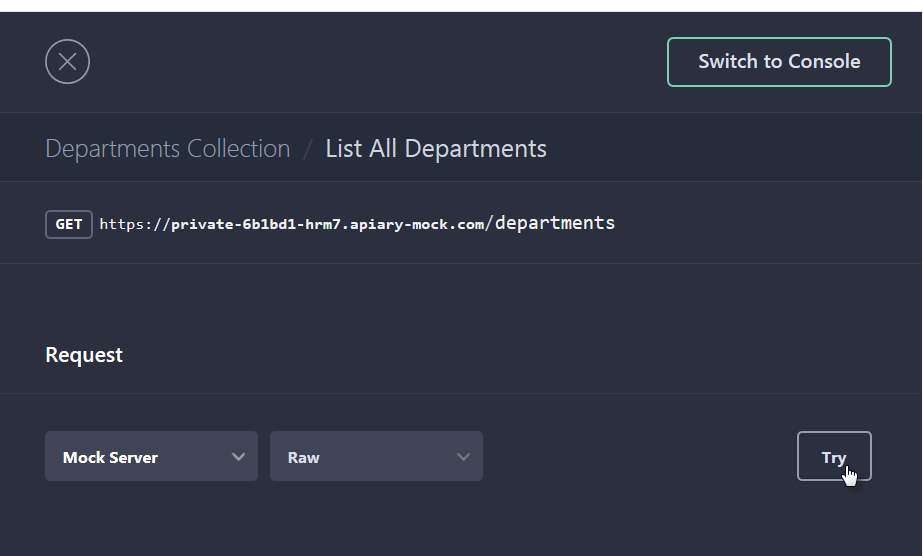 Switch to Console
Departments Collection / List All Departments
GET https://private-6b1bd1-hrm7.apiary-mock.com/departments
Request
Mock Server Raw Try